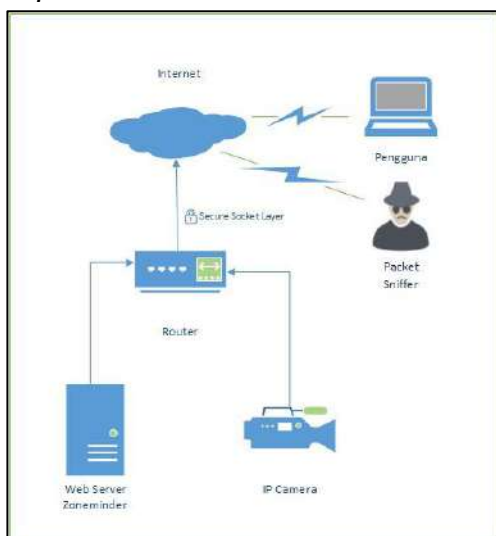 Internet
Pengguna
Secure Socket Layer
Packet
Sniffer
Router
Web Server
Zoneminder
IP Camera